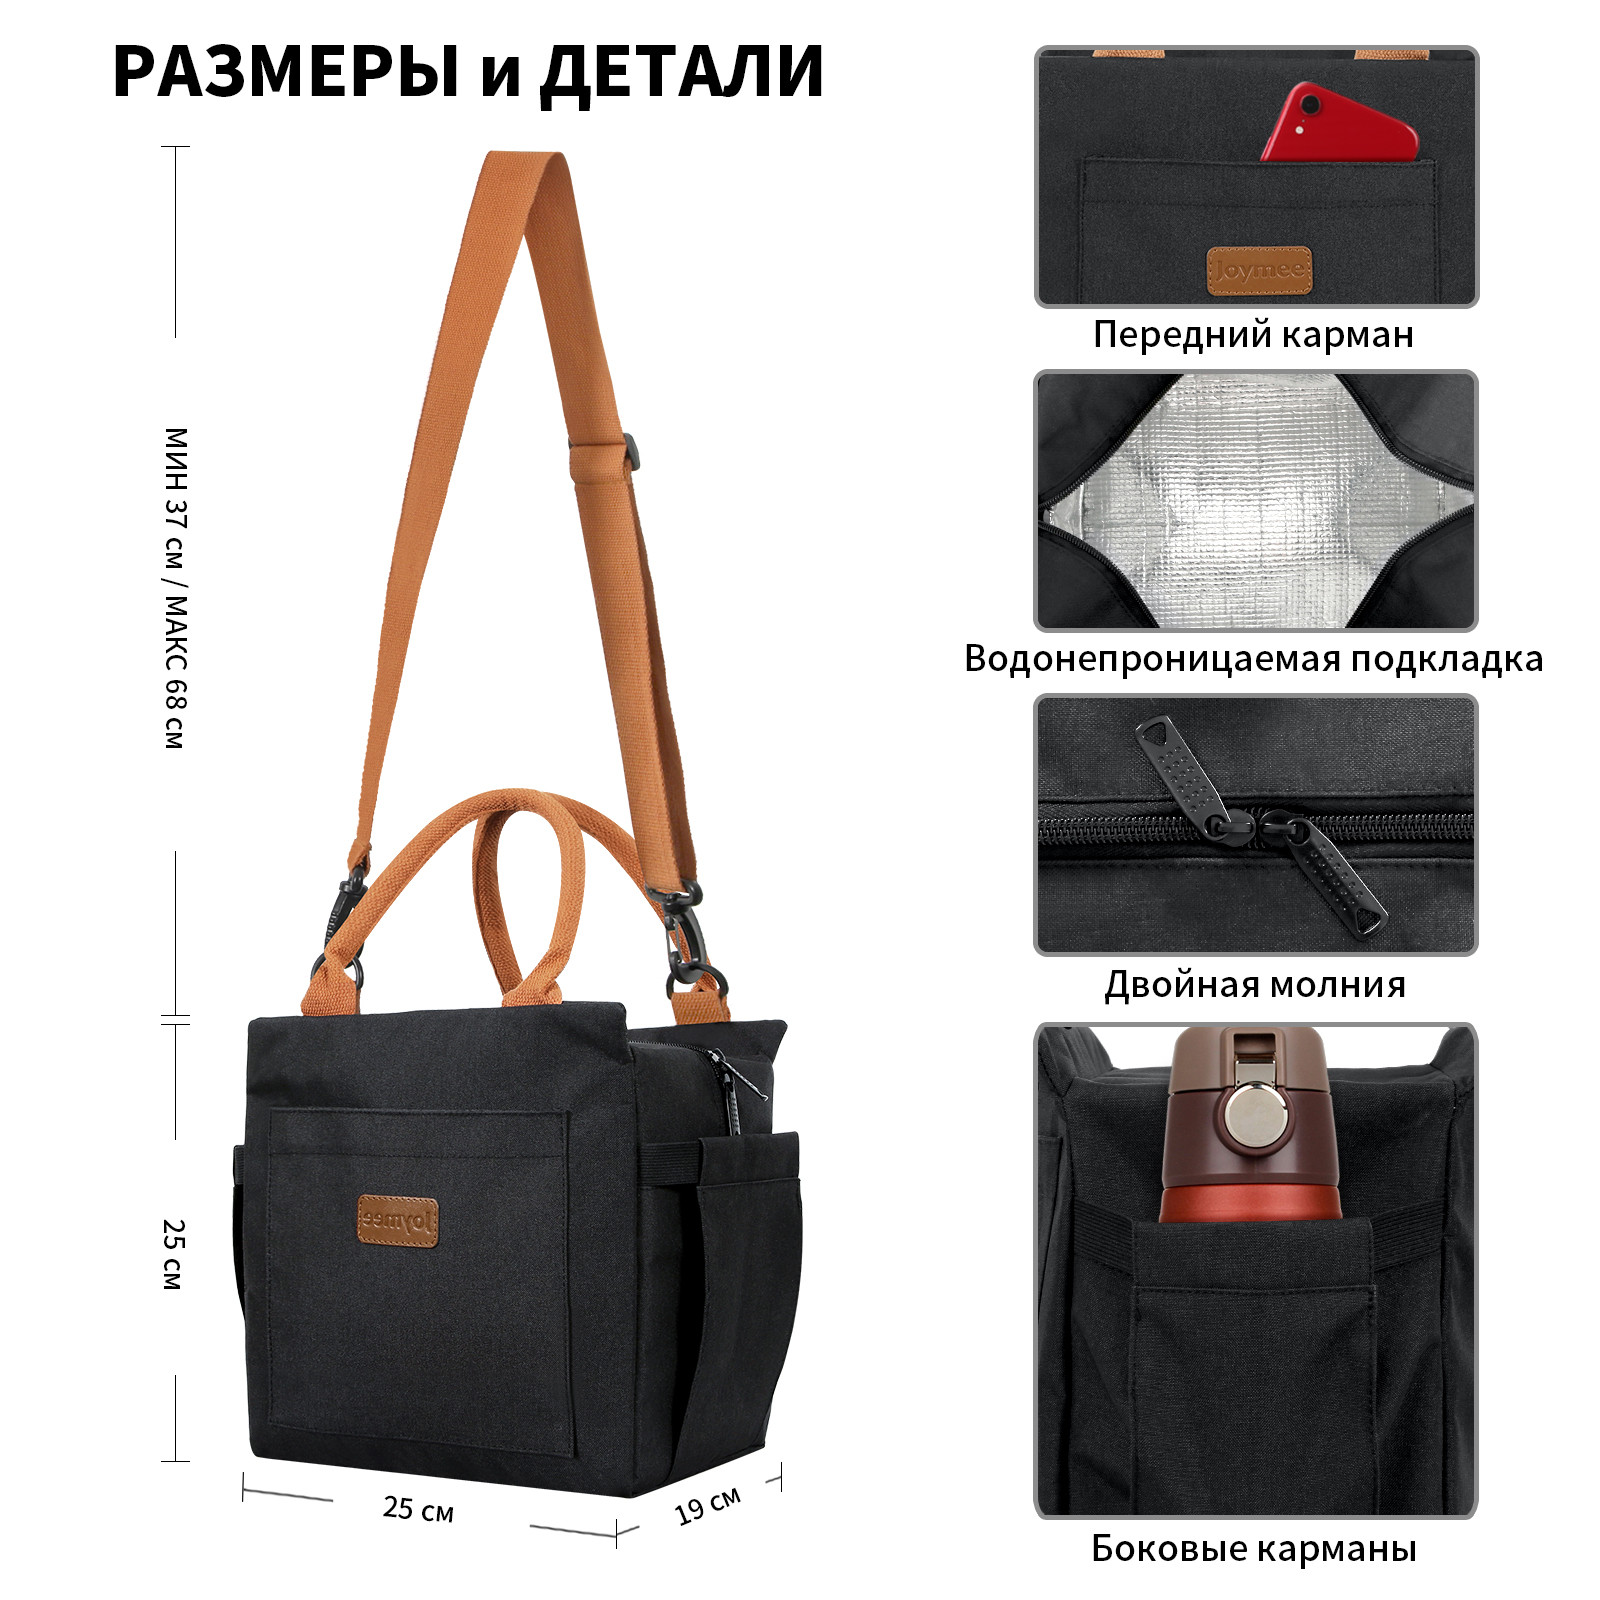 РАЗМЕРЫ и ДЕТАЛИ
МИН 37 см / МАКС 68 см
25 см
Joymee
25 см
19 см
Joymee
Передний карман
Водонепроницаемая подкладка
Двойная молния
Боковые карманы